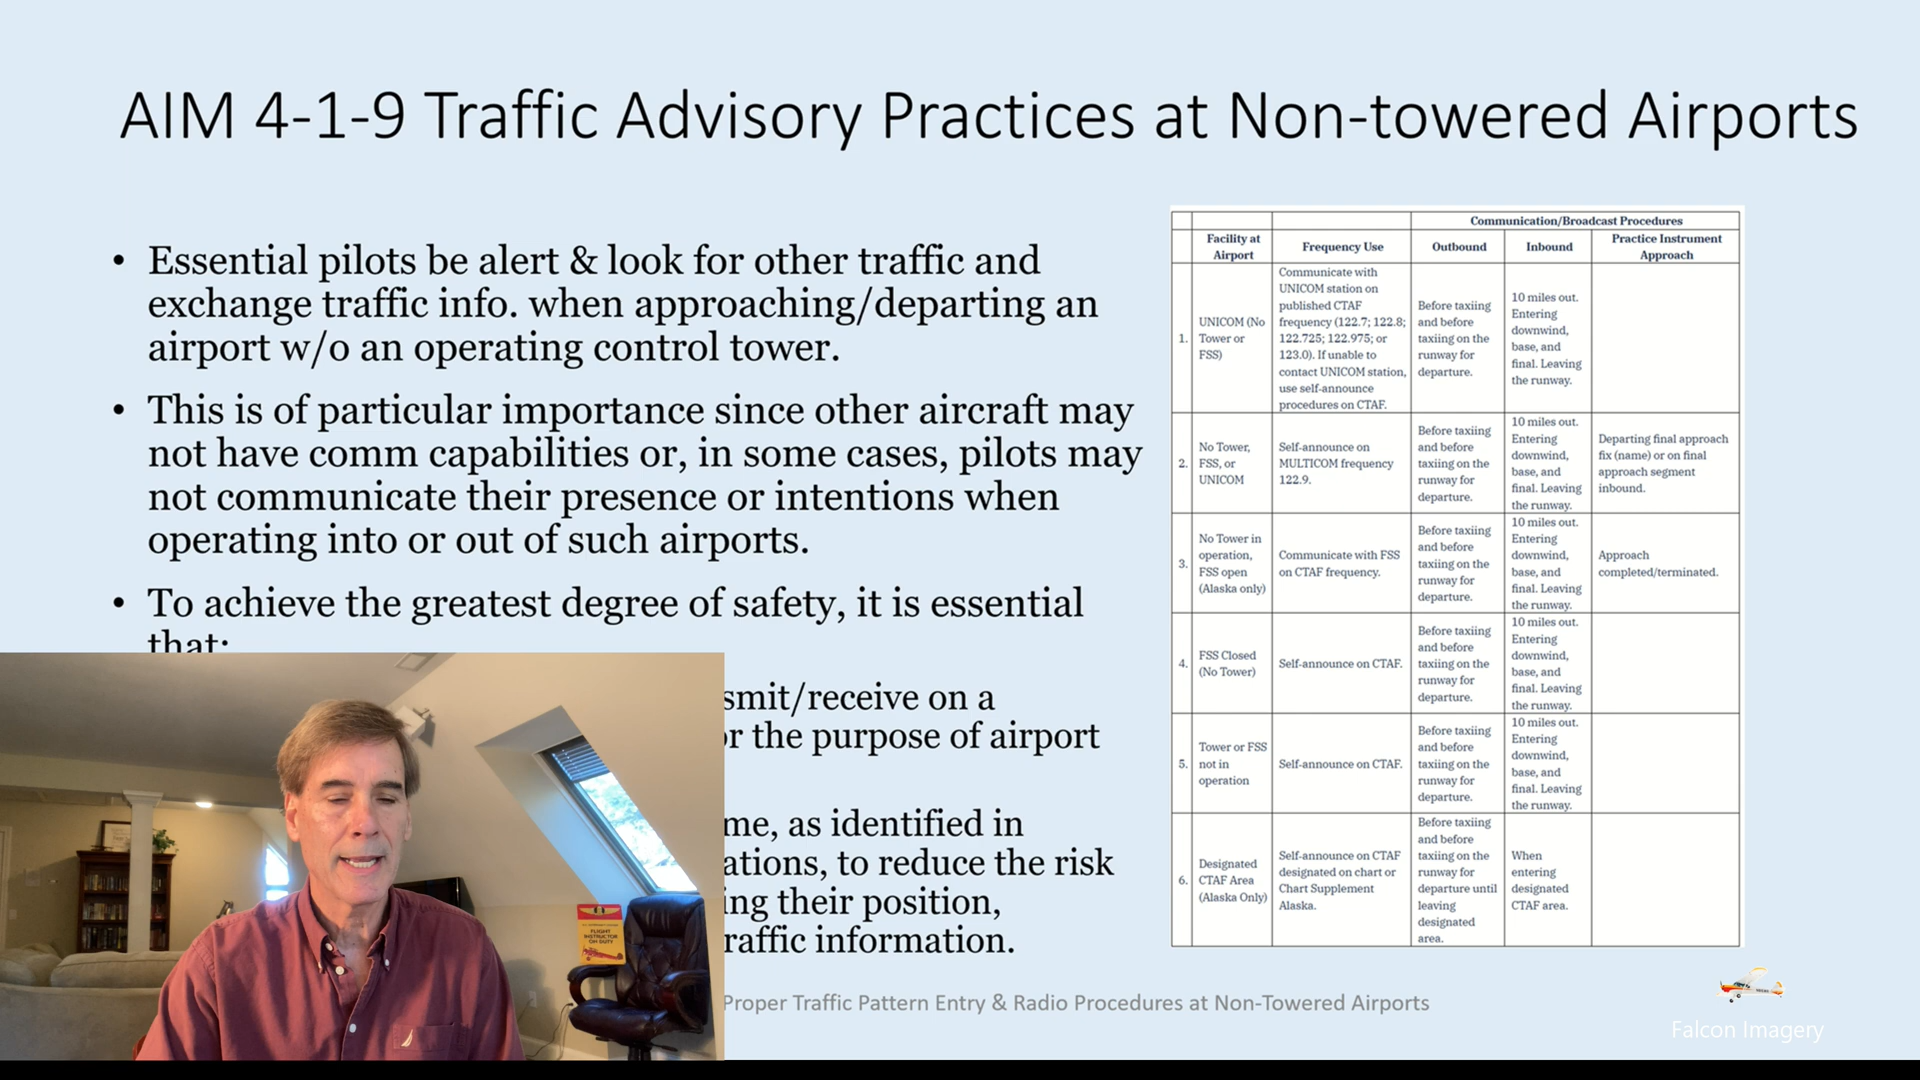 AIM 4-1-9 Traffic Advisory Practices at Non-towered Airports
• Essential pilots be alert & look for other traffic and
exchange traffic info. when approaching/departing an
airport w/o an operating control tower.
• This is of particular importance since other aircraft may
not have comm capabilities or, in some cases, pilots may
not communicate their presence or intentions when
operating into or out of such airports.
• To achieve the greatest degree of safety, it is essential
that:
smit/receive on a
r the purpose of airport
me, as identified in
ations, to reduce the risk
ing their position,
raffic information.
Communication/Broadcast Procedures
Facility at
Airport
Frequency Use
Outbound
Inbound
Practice Instrument
Approach
1.
UNICOM (No
Tower or
FSS)
Communicate with
UNICOM station on
published CTAF
frequency (122.7; 122.8;
122.725; 122.975; or
123.0). If unable to
contact UNICOM station,
use self-announce
procedures on CTAF.
Before taxiing
and before
taxiing on the
runway for
departure.
10 miles out.
Entering
downwind,
base, and
final. Leaving
the runway.
2.
No Tower,
FSS, or
UNICOM
Self-announce on
MULTICOM frequency
122.9.
Before taxiing
and before
taxiing on the
runway for
departure.
10 miles out.
Entering
downwind,
base, and
final. Leaving
the runway.
Departing final approach
fix (name) or on final
approach segment
inbound.
3.
No Tower in
operation,
FSS open
(Alaska only)
Communicate with FSS
on CTAF frequency.
Before taxiing
and before
taxiing on the
runway for
departure.
10 miles out.
Entering
downwind,
base, and
final. Leaving
the runway.
Approach
completed/terminated.
4.
FSS Closed
(No Tower)
Self-announce on CTAF.
Before taxiing
and before
taxiing on the
runway for
departure.
10 miles out.
Entering
downwind,
base, and
final. Leaving
the runway.
5.
Tower or FSS
not in
operation
Self-announce on CTAF.
Before taxiing
and before
taxiing on the
runway for
departure.
10 miles out.
Entering
downwind,
base, and
final. Leaving
the runway.
6.
Designated
CTAF Area
(Alaska Only)
Self-announce on CTAF
designated on chart or
Chart Supplement
Alaska.
Before taxiing
and before
taxiing on the
runway for
departure until
leaving
designated
area.
When
entering
designated
CTAF area.
FLIGHT
INSTRUCTOR
ON DUTY
Proper Traffic Pattern Entry & Radio Procedures at Non-Towered Airports
Falcon Imagery